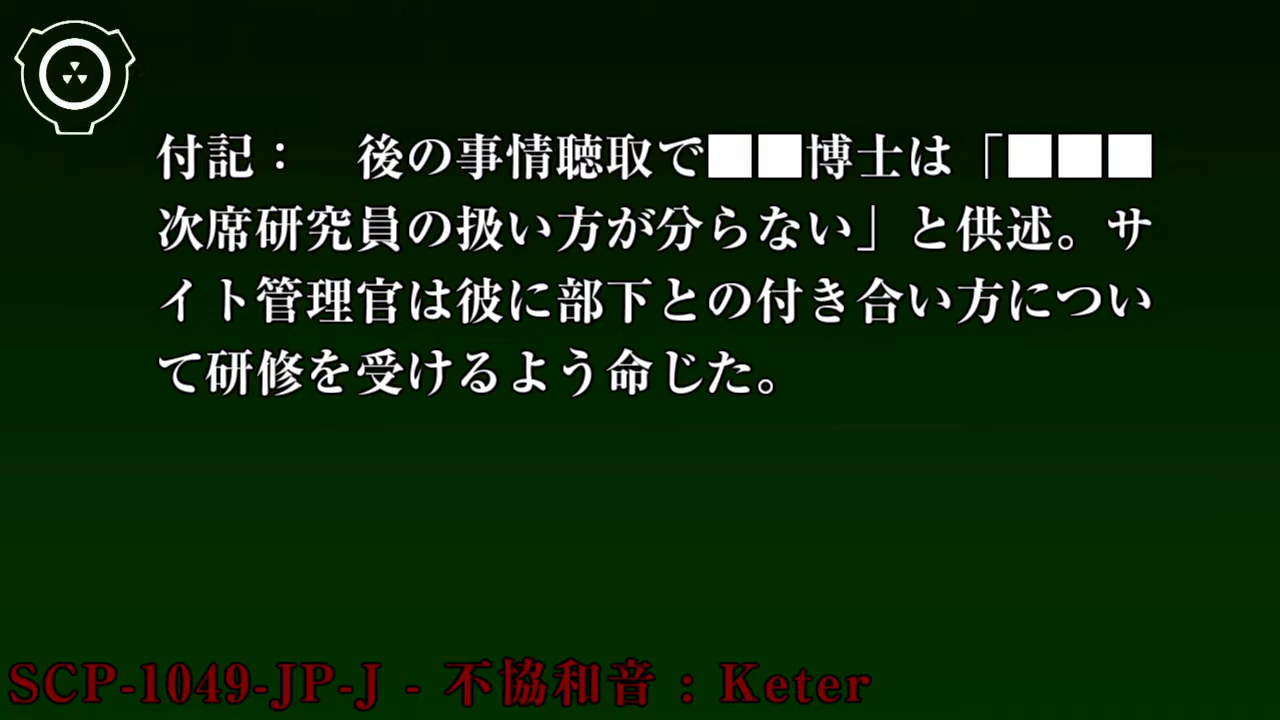 付記：　後の事情聴取で■■博士は「■■■
次席研究員の扱い方が分らない」と供述。サ
イト管理官は彼に部下との付き合い方につい
て研修を受けるよう命じた。
SCP-1049-JP-J - 不協和音：Keter